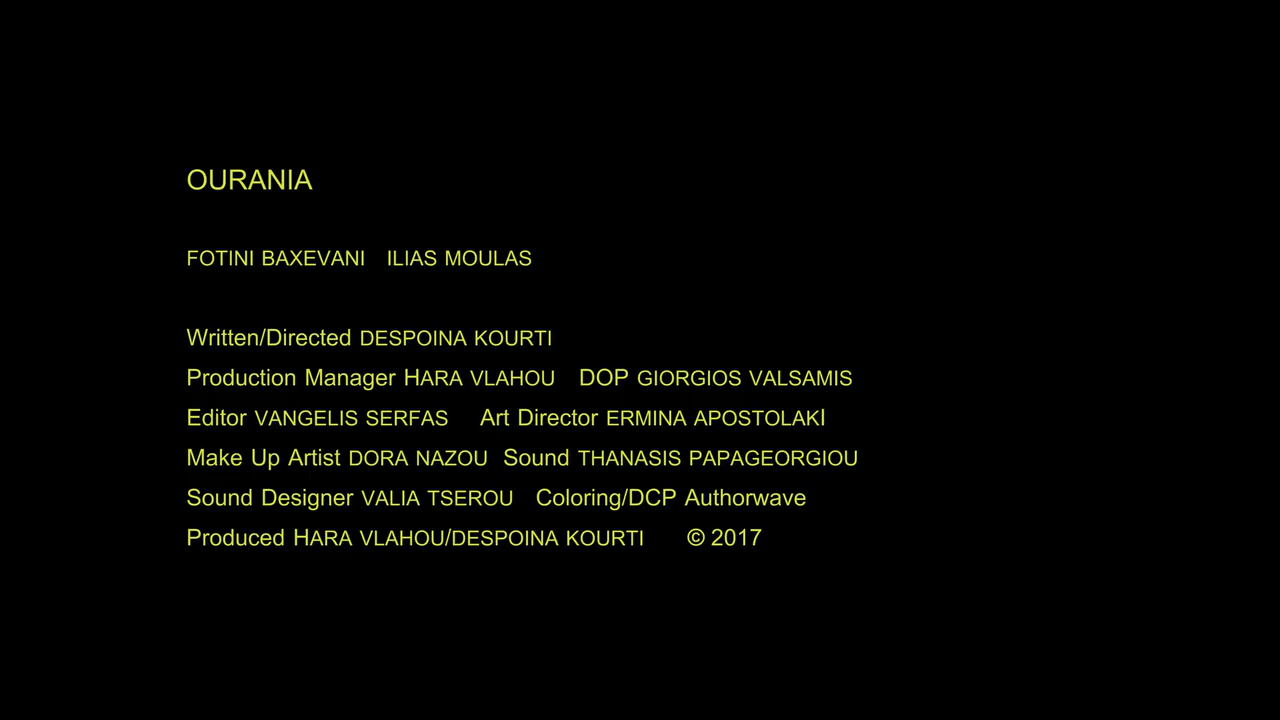 OURANIA
FOTINI BAXEVANI ILIAS MOULAS
Written/Directed DESPOINA KOURTI
Production Manager HARA VLAHOU DOP GIORGIOS VALSAMIS
Editor VANGELIS SERFAS Art Director ERMINA APOSTOLAKI
Make Up Artist DORA NAZOU Sound THANASIS PAPAGEORGIOU
Sound Designer VALIA TSEROU Coloring/DCP Authorwave
Produced HARA VLAHOU/DESPOINA KOURTI © 2017